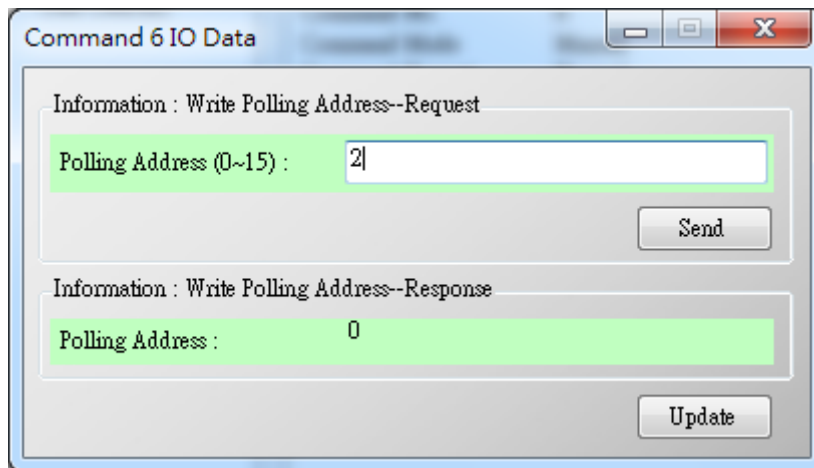 Command 6 IO Data
Information : Write Polling Address--Request
Polling Address (0~15) : 2
Send
Information : Write Polling Address--Response
Polling Address : 0
Update